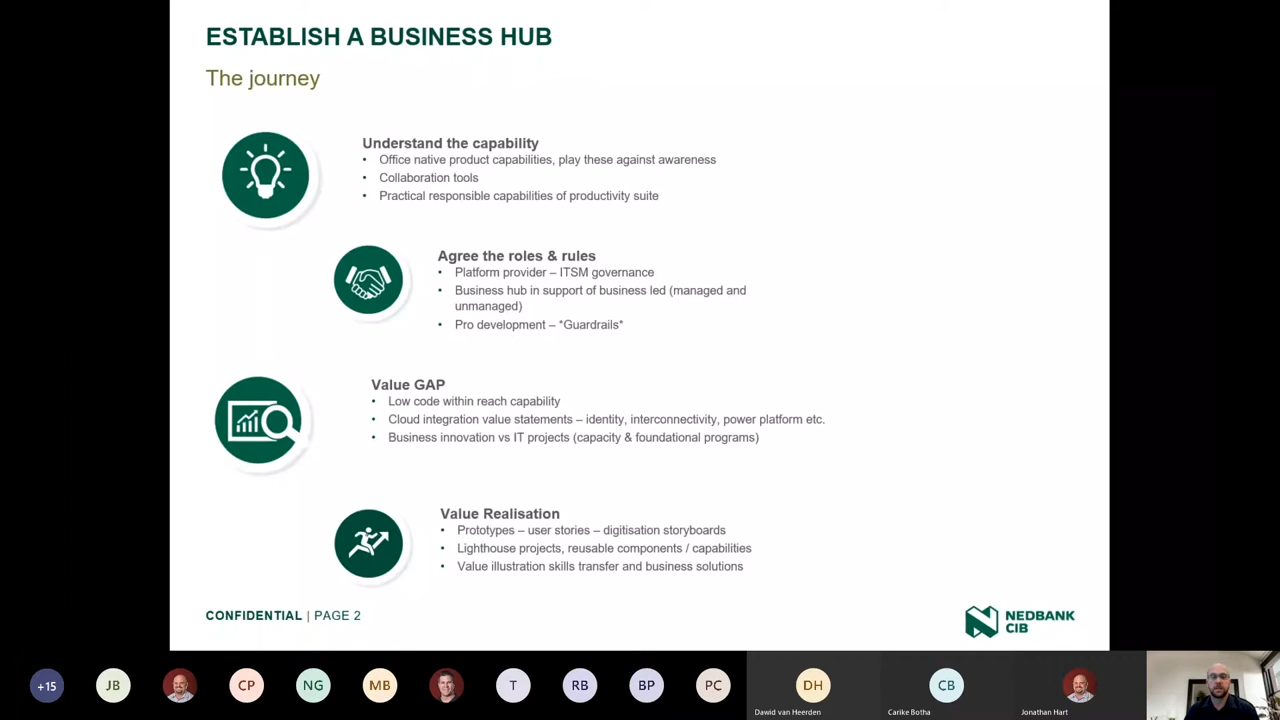 ESTABLISH A BUSINESS HUB
The journey
Understand the capability
• Office native product capabilities, play these against awareness
• Collaboration tools
• Practical responsible capabilities of productivity suite
Agree the roles & rules
• Platform provider – ITSM governance
• Business hub in support of business led (managed and
unmanaged)
• Pro development – *Guardrails*
Value GAP
• Low code within reach capability
• Cloud integration value statements – identity, interconnectivity, power platform etc.
• Business innovation vs IT projects (capacity & foundational programs)
Value Realisation
• Prototypes – user stories – digitisation storyboards
• Lighthouse projects, reusable components / capabilities
• Value illustration skills transfer and business solutions
CONFIDENTIAL | PAGE 2
NEDBANK
CIB
+15 JB CP NG MB T RB BP PC DH CB
Dawid van Heerden Carike Botha Jonathan Hart